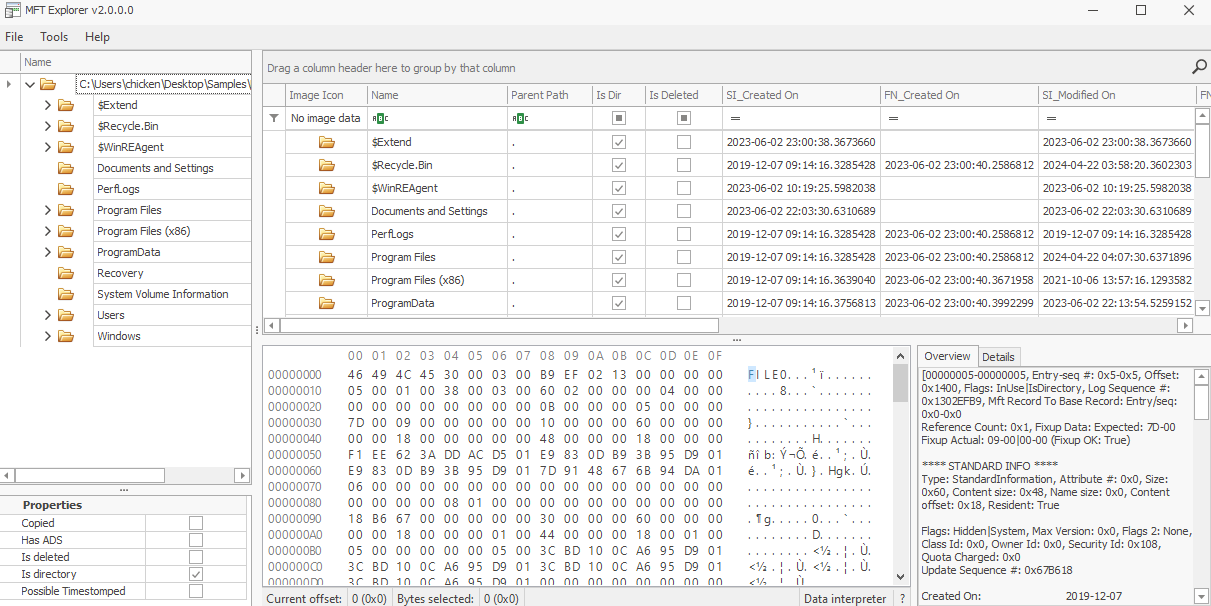 MFT Explorer v2.0.0.0
File Tools Help
Name
C:\Users\chicken\Desktop\Samples\
$Extend
$Recycle.Bin
$WinREAgent
Documents and Settings
PerfLogs
Program Files
Program Files (x86)
ProgramData
Recovery
System Volume Information
Users
Windows
Properties
Copied
Has ADS
Is deleted
Is directory
Possible Timestomped
Drag a column header here to group by that column
Image Icon Name Parent Path Is Dir Is Deleted SI_Created On FN_Created On SI_Modified On FN
No image data ABC ABC = = =
$Extend . 2023-06-02 23:00:38.3673660 2023-06-02 23:00:38.3673660
$Recycle.Bin . 2019-12-07 09:14:16.3285428 2023-06-02 23:00:40.2586812 2024-04-22 03:58:20.3602303
$WinREAgent . 2023-06-02 10:19:25.5982038 2023-06-02 10:19:25.5982038
Documents and Settings . 2023-06-02 22:03:30.6310689 2023-06-02 22:03:30.6310689
PerfLogs . 2019-12-07 09:14:16.3285428 2023-06-02 23:00:40.2586812 2019-12-07 09:14:16.3285428
Program Files . 2019-12-07 09:14:16.3285428 2023-06-02 23:00:40.2586812 2024-04-22 04:07:30.6371896
Program Files (x86) . 2019-12-07 09:14:16.3639040 2023-06-02 23:00:40.3671958 2021-10-06 13:57:16.1293582
ProgramData . 2019-12-07 09:14:16.3756813 2023-06-02 23:00:40.3992299 2023-06-02 22:13:54.5259152
00 01 02 03 04 05 06 07 08 09 0A 0B 0C 0D 0E 0F
00000000 46 49 4C 45 30 00 03 00 B9 EF 02 13 00 00 00 00 FILE0...¹ï......
00000010 05 00 01 00 38 00 03 00 60 02 00 00 00 04 00 00 ....8...`.......
00000020 00 00 00 00 00 00 00 00 0B 00 00 00 05 00 00 00 ................
00000030 7D 00 09 00 00 00 00 00 10 00 00 00 60 00 00 00 }...........`...
00000040 00 00 18 00 00 00 00 00 48 00 00 00 18 00 00 00 ........H.......
00000050 F1 EE 62 3A DD AC D5 01 E9 83 0D B9 3B 95 D9 01 ñîb:Ý¬Õ.é..¹;.Ù.
00000060 E9 83 0D B9 3B 95 D9 01 7D 91 48 67 6B 94 DA 01 é..¹;.Ù.}.Hgk.Ú.
00000070 06 00 00 00 00 00 00 00 00 00 00 00 00 00 00 00 ................
00000080 00 00 00 00 08 01 00 00 00 00 00 00 00 00 00 00 ................
00000090 18 B6 67 00 00 00 00 00 30 00 00 00 60 00 00 00 .¶g.....0...`...
000000A0 00 00 18 00 00 00 01 00 44 00 00 00 18 00 01 00 ........D.......
000000B0 05 00 00 00 00 00 05 00 3C BD 10 0C A6 95 D9 01 ........<½..¦.Ù.
000000C0 3C BD 10 0C A6 95 D9 01 3C BD 10 0C A6 95 D9 01 <½..¦.Ù.<½..¦.Ù.
000000D0 3C BD 10 0C A6 95 D9 01 00 00 00 00 00 00 00 00 <½..¦.Ù.
Current offset: 0 (0x0) Bytes selected: 0 (0x0) Data interpreter ?
Overview Details
[00000005-00000005, Entry-seq #: 0x5-0x5, Offset:
0x1400, Flags: InUse|IsDirectory, Log Sequence #:
0x1302EFB9, Mft Record To Base Record: Entry/seq:
0x0-0x0
Reference Count: 0x1, Fixup Data: Expected: 7D-00
Fixup Actual: 09-00|00-00 (Fixup OK: True)
**** STANDARD INFO ****
Type: StandardInformation, Attribute #: 0x0, Size:
0x60, Content size: 0x48, Name size: 0x0, Content
offset: 0x18, Resident: True
Flags: Hidden|System, Max Version: 0x0, Flags 2: None,
Class Id: 0x0, Owner Id: 0x0, Security Id: 0x108,
Quota Charged: 0x0
Update Sequence #: 0x67B618
Created On: 2019-12-07